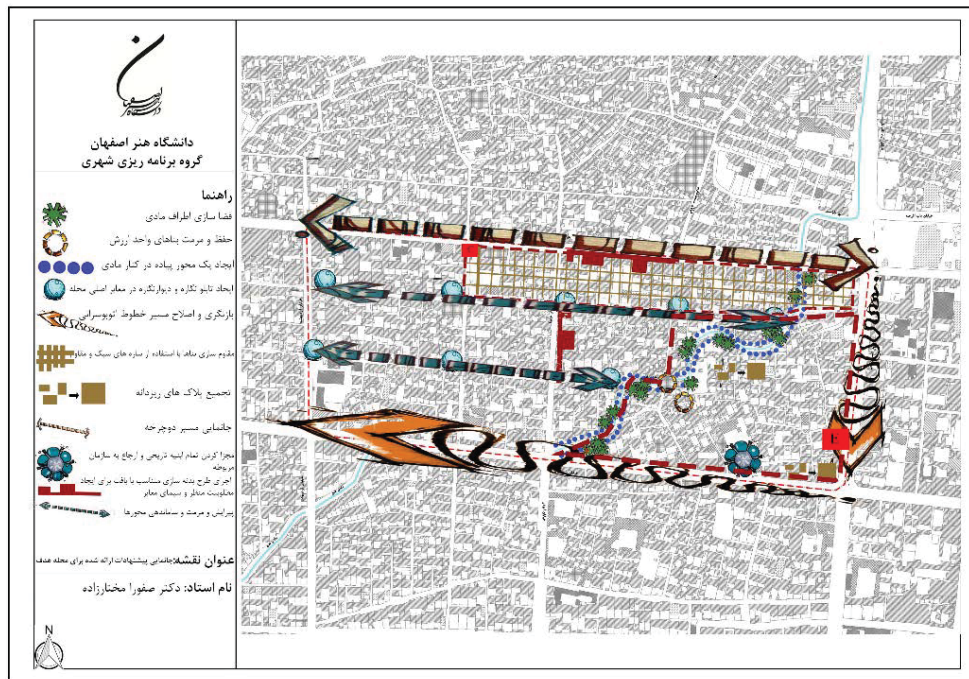 دانشگاه هنر اصفهان
گروه برنامه ریزی شهری
راهنما
فضا سازی اطراف مادی
حفظ و مرمت بناهای واجد ارزش
ایجاد یک محور پیاده در کنار مادی
ایجاد تابلو نگاره و دیوارنگاره در معابر اصلی محله
بازنگری و اصلاح مسیر خطوط اتوبوسرانی
مقاوم سازی بناها با استفاده از سازه های سبک و مقاوم
تجمیع پلاک های ریزدانه
جانمایی مسیر دوچرخه
مجزا کردن تمام ابنیه تاریخی و ارجاع به سازمان
مربوطه
اجرای طرح بدنه سازی متناسب با بافت برای ایجاد
مطلوبیت منظر و سیمای معابر
پیرایش و مرمت و ساماندهی محورها
عنوان نقشه:جانمایی پیشنهادات ارائه شده برای محله هدف
نام استاد: دکتر صفورا مختارزاده
N
E